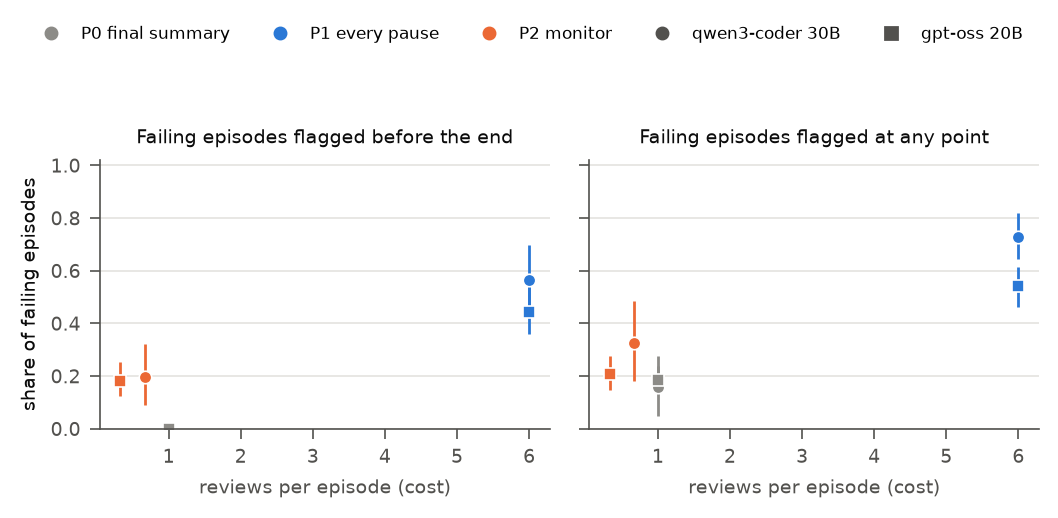 P0 final summary P1 every pause P2 monitor qwen3-coder 30B gpt-oss 20B
Failing episodes flagged before the end
Failing episodes flagged at any point
share of failing episodes
1.0
0.8
0.6
0.4
0.2
0.0
1 2 3 4 5 6
1 2 3 4 5 6
reviews per episode (cost)
reviews per episode (cost)